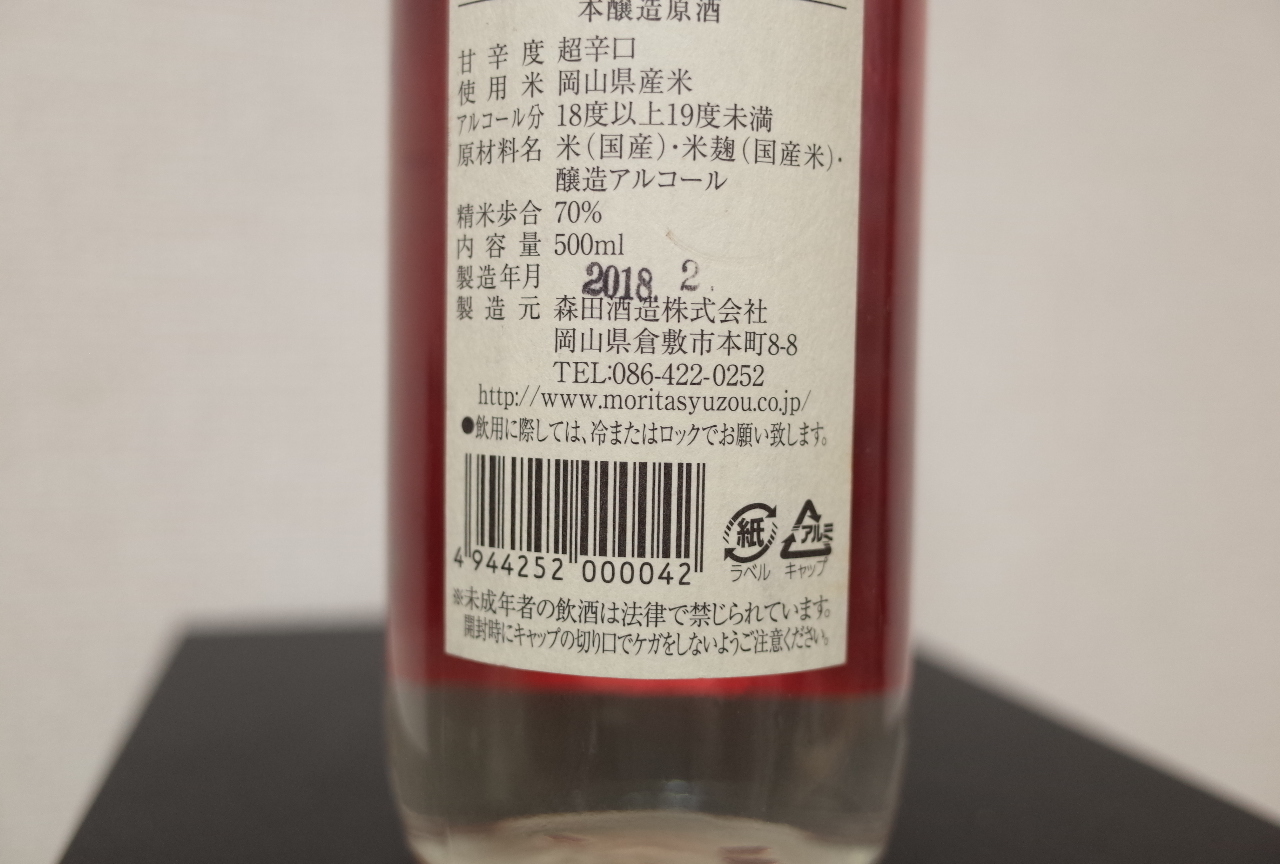 本醸造原酒
甘辛度 超辛口
使用米 岡山県産米
アルコール分 18度以上19度未満
原材料名 米(国産)・米麹(国産米)・
醸造アルコール
精米歩合 70%
内容量 500ml
製造年月 2018. 2.
製造元 森田酒造株式会社
岡山県倉敷市本町8-8
TEL:086-422-0252
http://www.moritasyuzou.co.jp/
●飲用に際しては、冷またはロックでお願い致します。
4 944252 000042
紙 アルミ
ラベル キャップ
※未成年者の飲酒は法律で禁じられています。
開封時にキャップの切り口でケガをしないようご注意ください。